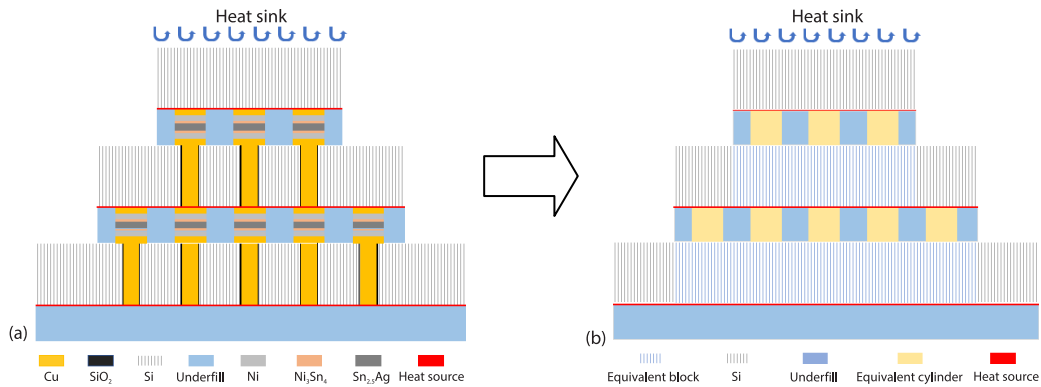 Heat sink
(a)
Cu SiO₂ Si Underfill Ni Ni₃Sn₄ Sn₂.₅Ag Heat source
Heat sink
(b)
Equivalent block Si Underfill Equivalent cylinder Heat source